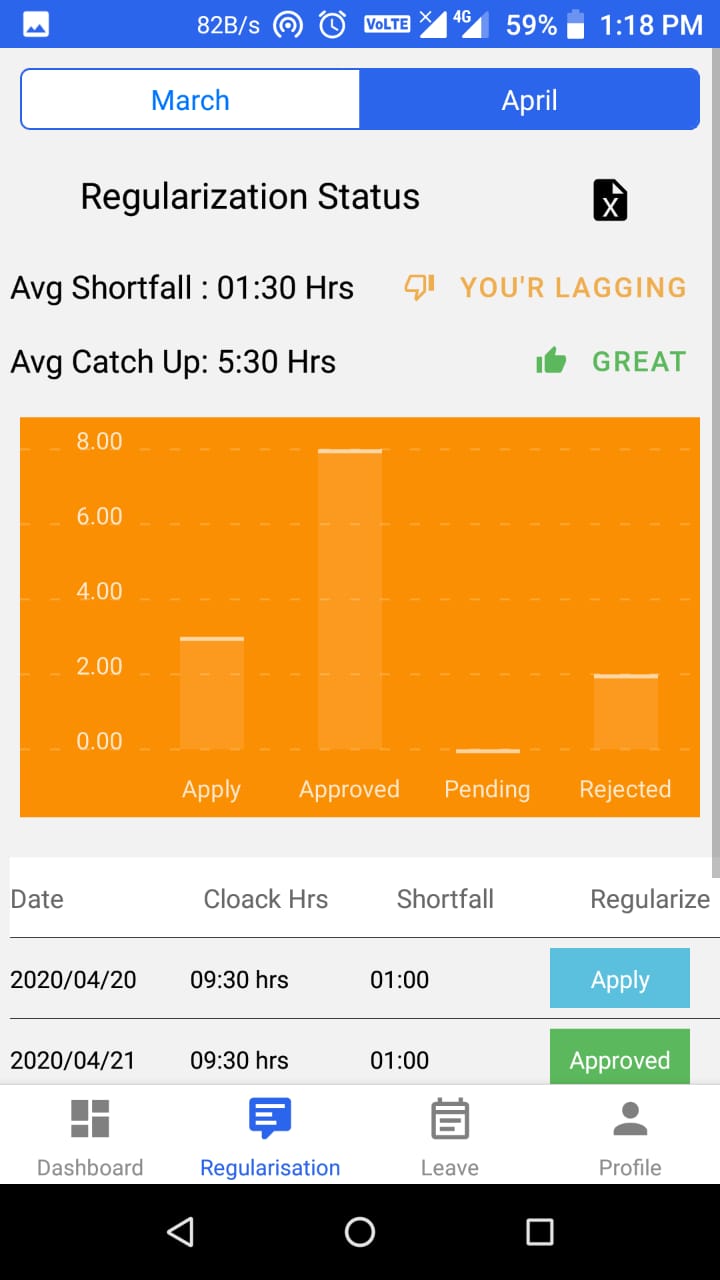 82B/s VoLTE 4G 59% 1:18 PM
March April
Regularization Status X
Avg Shortfall : 01:30 Hrs YOU'R LAGGING
Avg Catch Up: 5:30 Hrs GREAT
8.00
6.00
4.00
2.00
0.00
Apply Approved Pending Rejected
Date Cloack Hrs Shortfall Regularize
2020/04/20 09:30 hrs 01:00 Apply
2020/04/21 09:30 hrs 01:00 Approved
Dashboard Regularisation Leave Profile